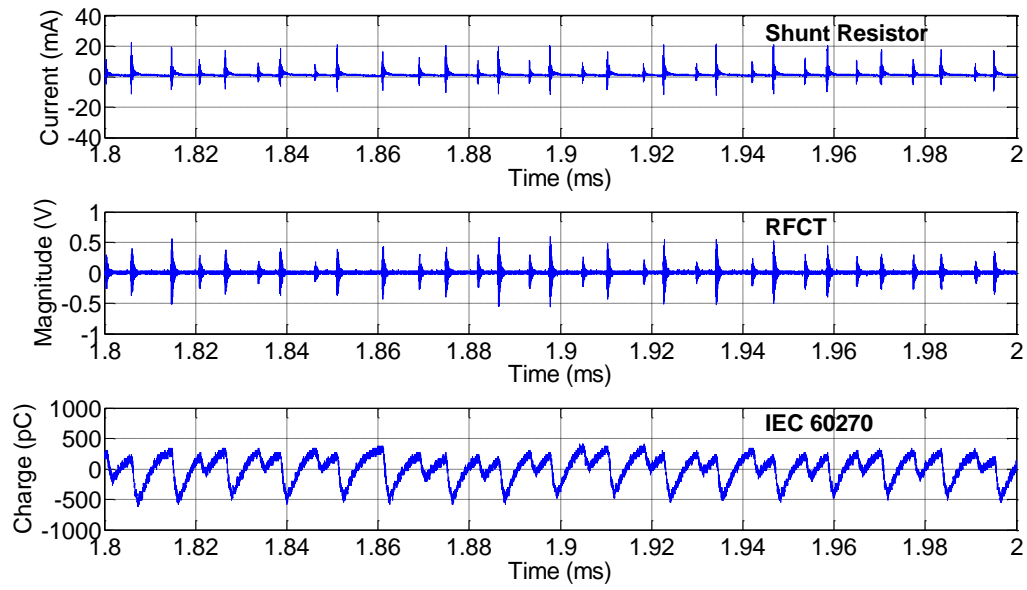 Current (mA)
40
20
0
-20
-40
Shunt Resistor
1.8 1.82 1.84 1.86 1.88 1.9 1.92 1.94 1.96 1.98 2
Time (ms)
Magnitude (V)
1
0.5
0
-0.5
-1
RFCT
1.8 1.82 1.84 1.86 1.88 1.9 1.92 1.94 1.96 1.98 2
Time (ms)
Charge (pC)
1000
500
0
-500
-1000
IEC 60270
1.8 1.82 1.84 1.86 1.88 1.9 1.92 1.94 1.96 1.98 2
Time (ms)